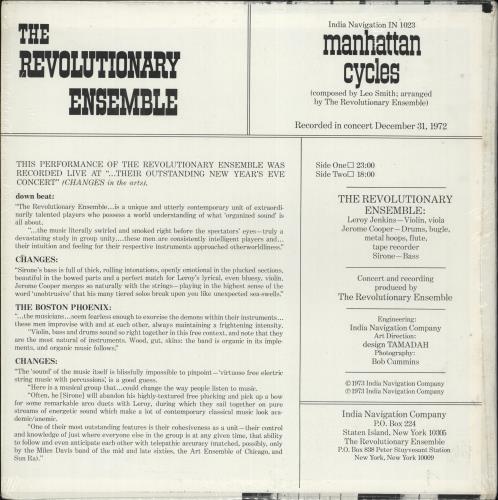 THE
REVOLUTIONARY
ENSEMBLE
India Navigation IN 1023
manhattan
cycles
(composed by Leo Smith; arranged
by The Revolutionary Ensemble)
Recorded in concert December 31, 1972
THIS PERFORMANCE OF THE REVOLUTIONARY ENSEMBLE WAS
RECORDED LIVE AT "...THEIR OUTSTANDING NEW YEAR'S EVE
CONCERT" (CHANGES in the arts).
down beat:
"The Revolutionary Ensemble...is a unique and utterly contemporary unit of extraordi-
narily talented players who possess a world understanding of what 'organized sound' is
all about.
"...the music literally swirled and smoked right before the spectators' eyes—truly a
devastating study in group unity....these men are consistently intelligent players and...
their intuition and feeling for their respective instruments approached otherworldliness."
CHANGES:
"Sirone's bass is full of thick, rolling intonations, openly emotional in the plucked sections,
beautiful in the bowed parts and a perfect match for Leroy's lyrical, even bluesy, violin,
Jerome Cooper merges so naturally with the strings—playing in the highest sense of the
word 'unobtrusive' that his many tiered solos break upon you like unexpected sea-swells."
THE BOSTON PHOENIX:
"...the musicians...seem fearless enough to exorcise the demons within their instruments...
these men improvise with and at each other, always maintaining a frightening intensity.
"Violin, bass and drums sound so right together in this free context, and note that they
are the most natural of instruments. Wood, gut, skins: the band is organic in its imple-
ments, and organic music follows."
CHANGES:
"The 'sound' of the music itself is blissfully impossible to pinpoint—'virtuoso free electric
string music with percussions', is a good guess.
"Here is a musical group that...could change the way people listen to music.
"Often, he [Sirone] will abandon his highly-textured free plucking and pick up a bow
for some remarkable arco duets with Leroy, during which they sail together on pure
streams of energetic sound which make a lot of contemporary classical music look aca-
demic/anemic.
"One of their most outstanding features is their cohesiveness as a unit—their control
and knowledge of just where everyone else in the group is at any given time, that ability
to follow and even anticipate each other with telepathic accuracy (matched, possibly, only
by the Miles Davis band of the mid and late sixties, the Art Ensemble of Chicago, and
Sun Ra)."
Side One☐ 23:00
Side Two☐ 18:00
THE REVOLUTIONARY
ENSEMBLE:
Leroy Jenkins—Violin, viola
Jerome Cooper—Drums, bugle,
metal hoops, flute,
tape recorder
Sirone—Bass
Concert and recording
produced by
The Revolutionary Ensemble
Engineering:
India Navigation Company
Art Direction:
design TAMADAH
Photography:
Bob Cummins
©1973 India Navigation Company
℗1973 India Navigation Company
India Navigation Company
P.O. Box 224
Staten Island, New York 10305
The Revolutionary Ensemble
P.O. Box 838 Peter Stuyvesant Station
New York, New York 10009